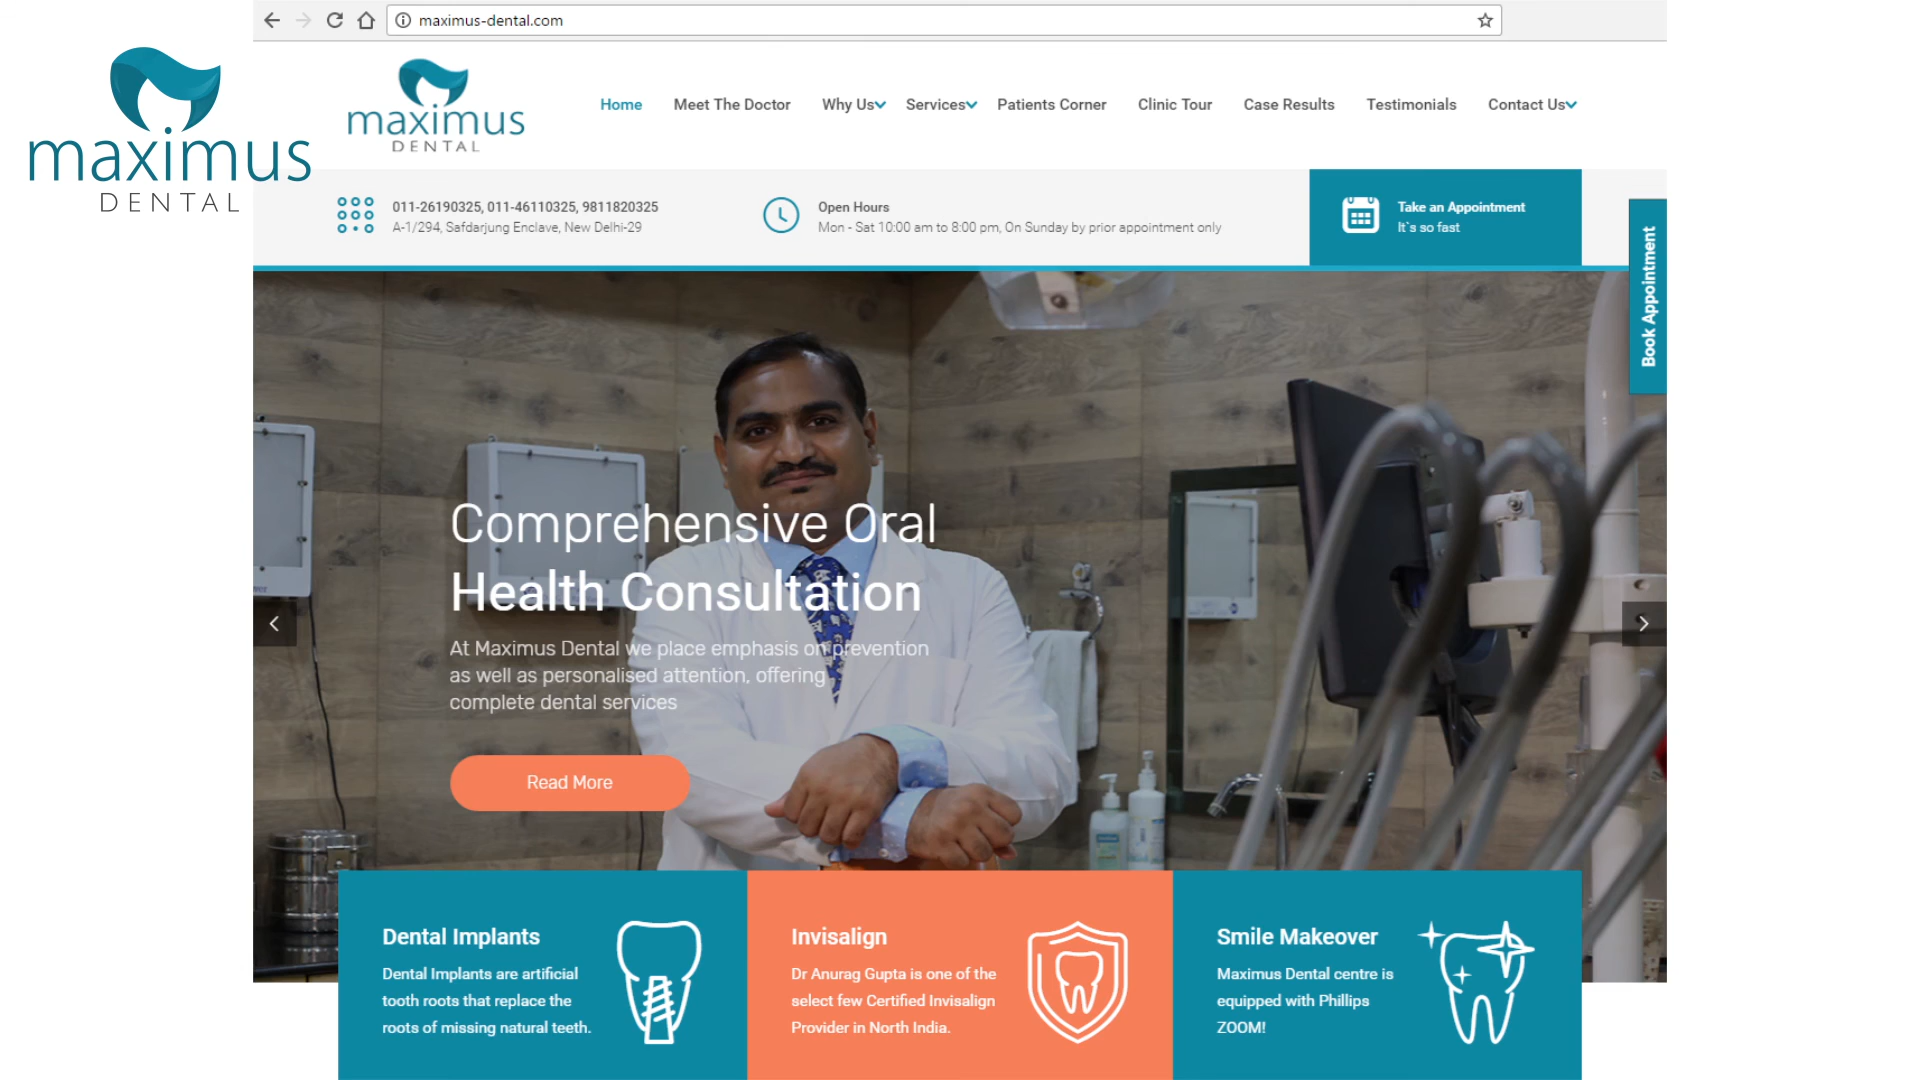 maximus-dental.com
maximus
DENTAL
maximus
DENTAL
Home Meet The Doctor Why Us Services Patients Corner Clinic Tour Case Results Testimonials Contact Us
011-26190325, 011-46110325, 9811820325
A-1/294, Safdarjung Enclave, New Delhi-29
Open Hours
Mon - Sat 10:00 am to 8:00 pm, On Sunday by prior appointment only
Take an Appointment
It`s so fast
Book Appointment
Comprehensive Oral
Health Consultation
At Maximus Dental we place emphasis on prevention
as well as personalised attention, offering
complete dental services
Read More
Dental Implants
Dental Implants are artificial
tooth roots that replace the
roots of missing natural teeth.
Invisalign
Dr Anurag Gupta is one of the
select few Certified Invisalign
Provider in North India.
Smile Makeover
Maximus Dental centre is
equipped with Phillips
ZOOM!